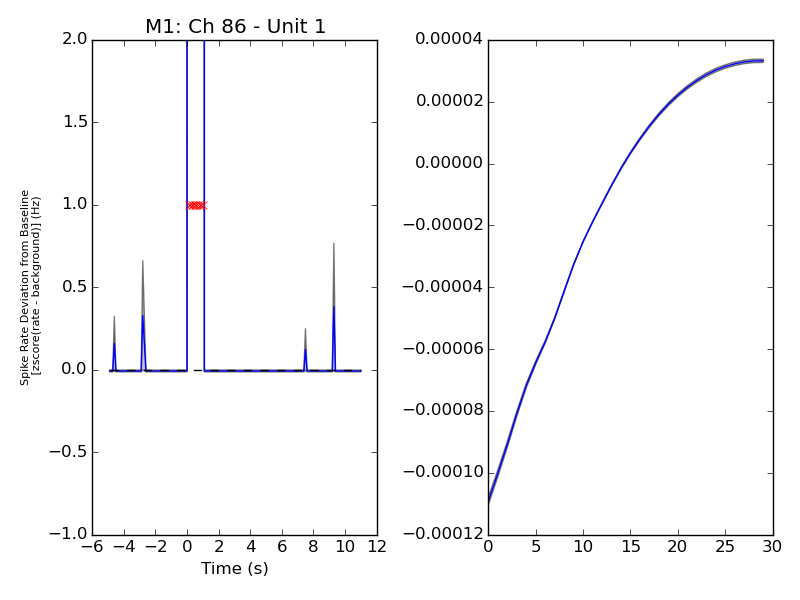 M1: Ch 86 - Unit 1
2.0
1.5
1.0
0.5
0.0
−0.5
−1.0
Spike Rate Deviation from Baseline
[zscore(rate - background)] (Hz)
−6 −4 −2 0 2 4 6 8 10 12
Time (s)
0.00004
0.00002
0.00000
−0.00002
−0.00004
−0.00006
−0.00008
−0.00010
−0.00012
0 5 10 15 20 25 30